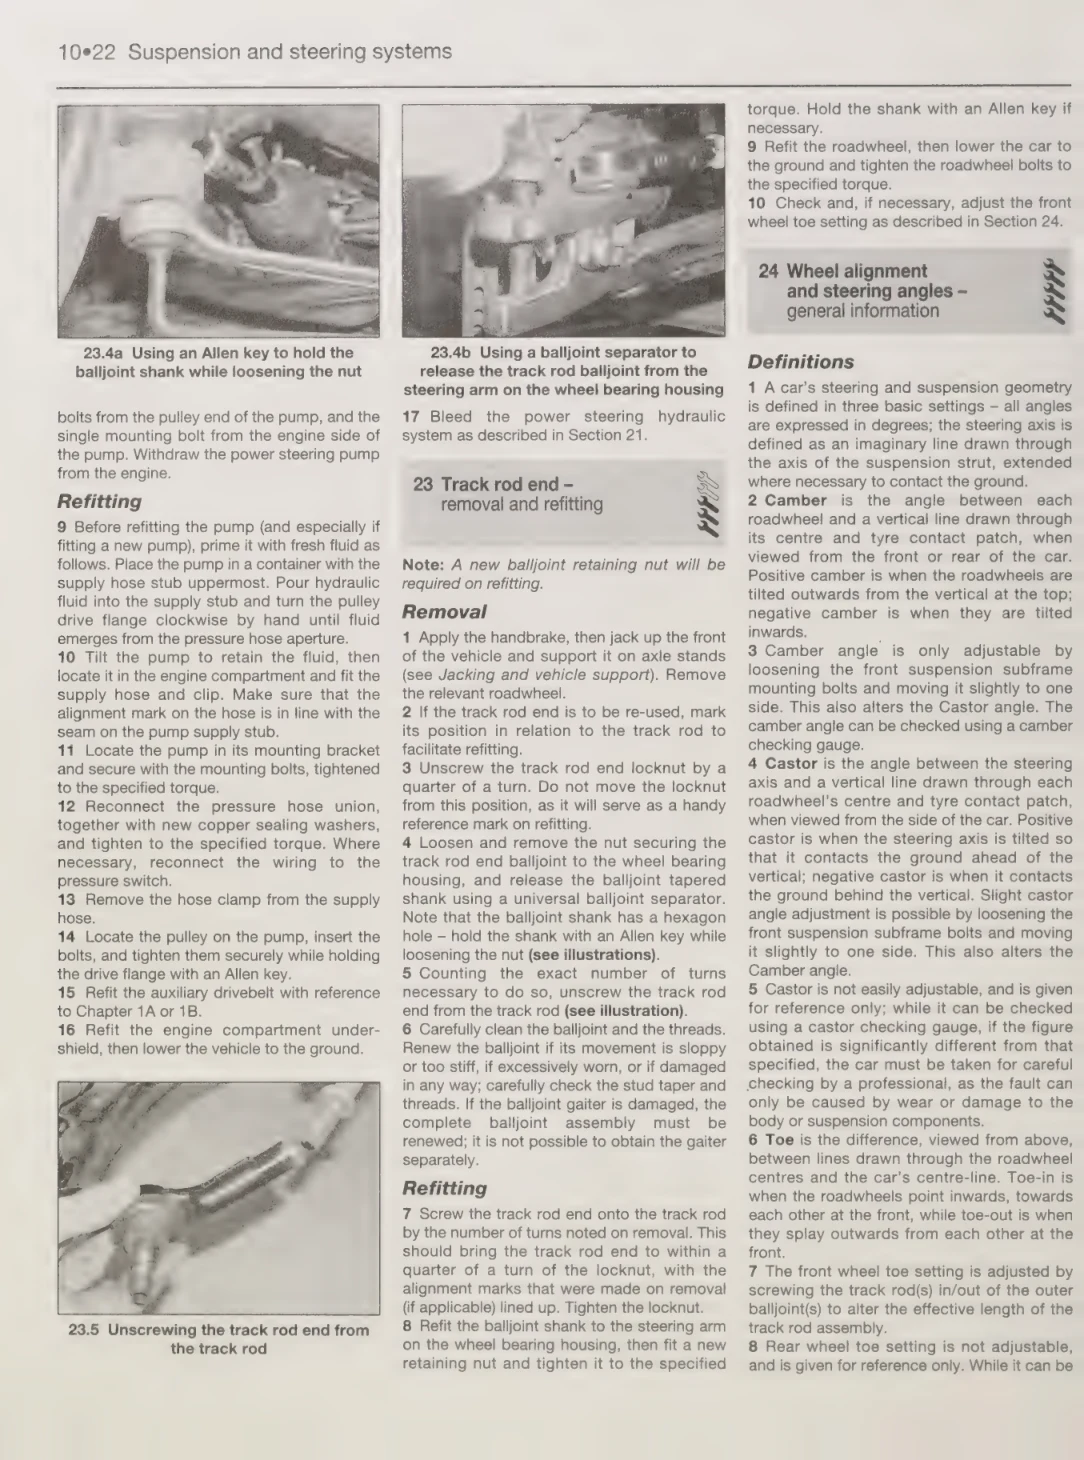 10•22 Suspension and steering systems
23.4a Using an Allen key to hold the
balljoint shank while loosening the nut
bolts from the pulley end of the pump, and the
single mounting bolt from the engine side of
the pump. Withdraw the power steering pump
from the engine.
Refitting
9 Before refitting the pump (and especially if
fitting a new pump), prime it with fresh fluid as
follows. Place the pump in a container with the
supply hose stub uppermost. Pour hydraulic
fluid into the supply stub and turn the pulley
drive flange clockwise by hand until fluid
emerges from the pressure hose aperture.
10 Tilt the pump to retain the fluid, then
locate it in the engine compartment and fit the
supply hose and clip. Make sure that the
alignment mark on the hose is in line with the
seam on the pump supply stub.
11 Locate the pump in its mounting bracket
and secure with the mounting bolts, tightened
to the specified torque.
12 Reconnect the pressure hose union,
together with new copper sealing washers,
and tighten to the specified torque. Where
necessary, reconnect the wiring to the
pressure switch.
13 Remove the hose clamp from the supply
hose.
14 Locate the pulley on the pump, insert the
bolts, and tighten them securely while holding
the drive flange with an Allen key.
15 Refit the auxiliary drivebelt with reference
to Chapter 1A or 1B.
16 Refit the engine compartment under-
shield, then lower the vehicle to the ground.
23.5 Unscrewing the track rod end from
the track rod
23.4b Using a balljoint separator to
release the track rod balljoint from the
steering arm on the wheel bearing housing
17 Bleed the power steering hydraulic
system as described in Section 21.
23 Track rod end –
removal and refitting
Note: A new balljoint retaining nut will be
required on refitting.
Removal
1 Apply the handbrake, then jack up the front
of the vehicle and support it on axle stands
(see Jacking and vehicle support). Remove
the relevant roadwheel.
2 If the track rod end is to be re-used, mark
its position in relation to the track rod to
facilitate refitting.
3 Unscrew the track rod end locknut by a
quarter of a turn. Do not move the locknut
from this position, as it will serve as a handy
reference mark on refitting.
4 Loosen and remove the nut securing the
track rod end balljoint to the wheel bearing
housing, and release the balljoint tapered
shank using a universal balljoint separator.
Note that the balljoint shank has a hexagon
hole – hold the shank with an Allen key while
loosening the nut (see illustrations).
5 Counting the exact number of turns
necessary to do so, unscrew the track rod
end from the track rod (see illustration).
6 Carefully clean the balljoint and the threads.
Renew the balljoint if its movement is sloppy
or too stiff, if excessively worn, or if damaged
in any way; carefully check the stud taper and
threads. If the balljoint gaiter is damaged, the
complete balljoint assembly must be
renewed; it is not possible to obtain the gaiter
separately.
Refitting
7 Screw the track rod end onto the track rod
by the number of turns noted on removal. This
should bring the track rod end to within a
quarter of a turn of the locknut, with the
alignment marks that were made on removal
(if applicable) lined up. Tighten the locknut.
8 Refit the balljoint shank to the steering arm
on the wheel bearing housing, then fit a new
retaining nut and tighten it to the specified
torque. Hold the shank with an Allen key if
necessary.
9 Refit the roadwheel, then lower the car to
the ground and tighten the roadwheel bolts to
the specified torque.
10 Check and, if necessary, adjust the front
wheel toe setting as described in Section 24.
24 Wheel alignment
and steering angles –
general information
Definitions
1 A car's steering and suspension geometry
is defined in three basic settings – all angles
are expressed in degrees; the steering axis is
defined as an imaginary line drawn through
the axis of the suspension strut, extended
where necessary to contact the ground.
2 Camber is the angle between each
roadwheel and a vertical line drawn through
its centre and tyre contact patch, when
viewed from the front or rear of the car.
Positive camber is when the roadwheels are
tilted outwards from the vertical at the top;
negative camber is when they are tilted
inwards.
3 Camber angle is only adjustable by
loosening the front suspension subframe
mounting bolts and moving it slightly to one
side. This also alters the Castor angle. The
camber angle can be checked using a camber
checking gauge.
4 Castor is the angle between the steering
axis and a vertical line drawn through each
roadwheel's centre and tyre contact patch,
when viewed from the side of the car. Positive
castor is when the steering axis is tilted so
that it contacts the ground ahead of the
vertical; negative castor is when it contacts
the ground behind the vertical. Slight castor
angle adjustment is possible by loosening the
front suspension subframe bolts and moving
it slightly to one side. This also alters the
Camber angle.
5 Castor is not easily adjustable, and is given
for reference only; while it can be checked
using a castor checking gauge, if the figure
obtained is significantly different from that
specified, the car must be taken for careful
checking by a professional, as the fault can
only be caused by wear or damage to the
body or suspension components.
6 Toe is the difference, viewed from above,
between lines drawn through the roadwheel
centres and the car's centre-line. Toe-in is
when the roadwheels point inwards, towards
each other at the front, while toe-out is when
they splay outwards from each other at the
front.
7 The front wheel toe setting is adjusted by
screwing the track rod(s) in/out of the outer
balljoint(s) to alter the effective length of the
track rod assembly.
8 Rear wheel toe setting is not adjustable,
and is given for reference only. While it can be